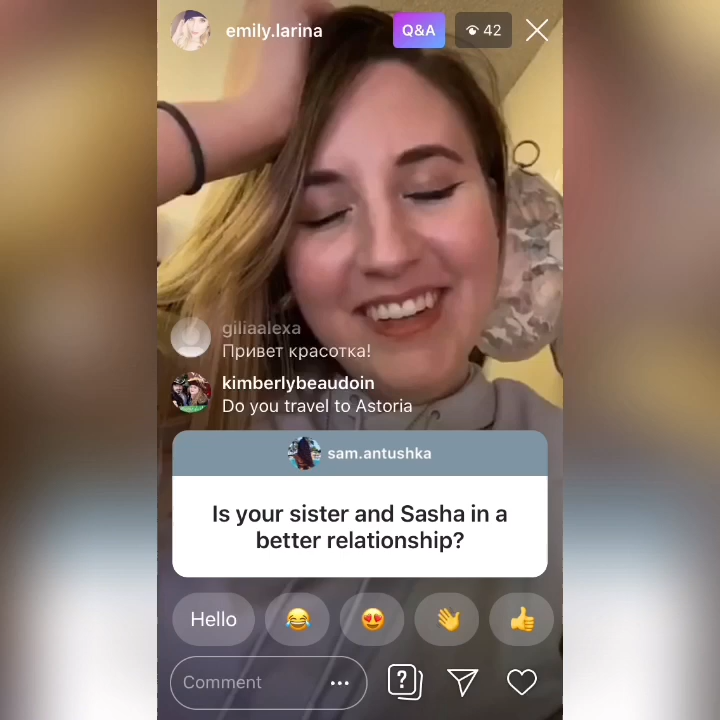 emily.larina
Q&A
42
giliaalexa
Привет красотка!
kimberlybeaudoin
Do you travel to Astoria
sam.antushka
Is your sister and Sasha in a
better relationship?
Hello
Comment